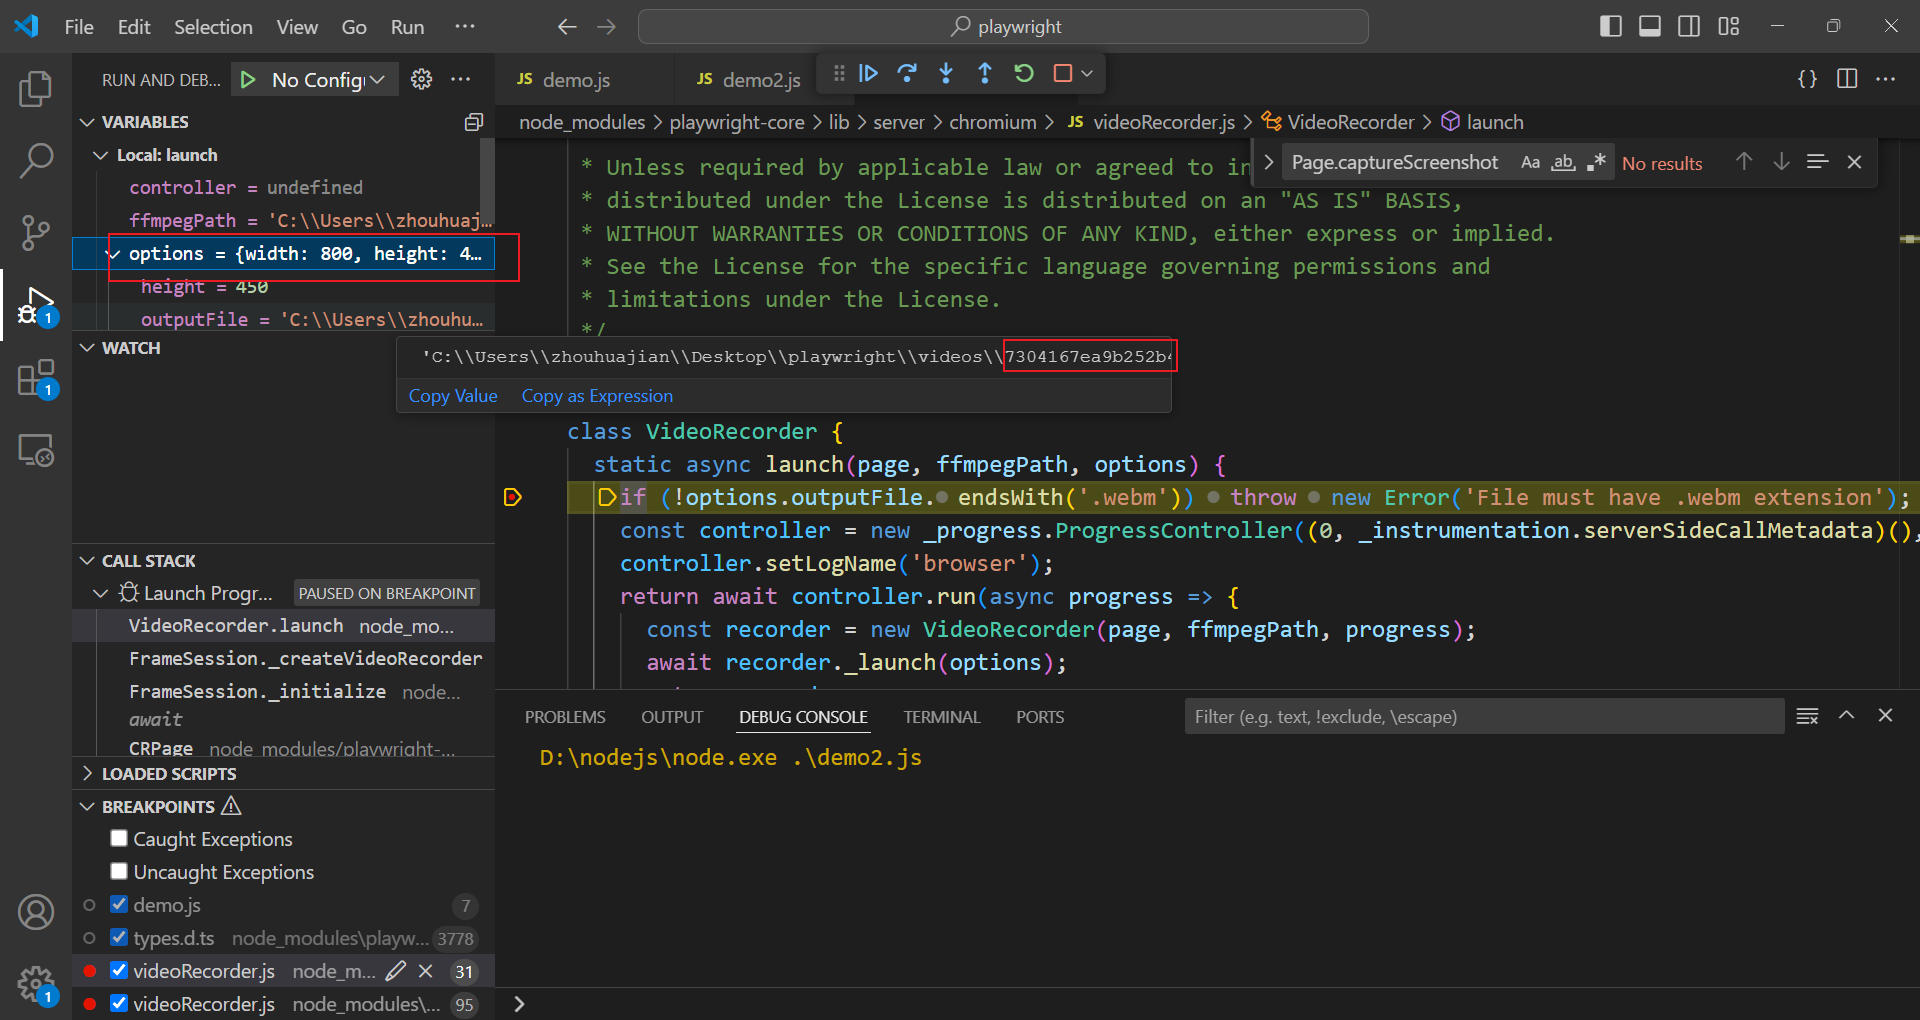 File Edit Selection View Go Run ···
playwright
RUN AND DEB... No Config
demo.js
demo2.js
VARIABLES
Local: launch
controller = undefined
ffmpegPath = 'C:\\Users\\zhouhuaj...
options = {width: 800, height: 4...
height = 450
outputFile = 'C:\\Users\\zhouhu...
WATCH
CALL STACK
Launch Progr... PAUSED ON BREAKPOINT
VideoRecorder.launch node_mo...
FrameSession._createVideoRecorder
FrameSession._initialize node...
await
CRPage node_modules/playwright-...
LOADED SCRIPTS
BREAKPOINTS
Caught Exceptions
Uncaught Exceptions
demo.js 7
types.d.ts node_modules\playw... 3778
videoRecorder.js node_m... 31
videoRecorder.js node_modules\... 95
1
1
1
JS
JS
node_modules > playwright-core > lib > server > chromium > JS videoRecorder.js > VideoRecorder > launch
Page.captureScreenshot Aa ab .* No results
* Unless required by applicable law or agreed to in
* distributed under the License is distributed on an "AS IS" BASIS,
* WITHOUT WARRANTIES OR CONDITIONS OF ANY KIND, either express or implied.
* See the License for the specific language governing permissions and
* limitations under the License.
*/
'C:\\Users\\zhouhuajian\\Desktop\\playwright\\videos\\7304167ea9b252b4
Copy Value Copy as Expression
class VideoRecorder {
static async launch(page, ffmpegPath, options) {
if (!options.outputFile. endsWith('.webm')) throw new Error('File must have .webm extension');
const controller = new _progress.ProgressController((0, _instrumentation.serverSideCallMetadata)(),
controller.setLogName('browser');
return await controller.run(async progress => {
const recorder = new VideoRecorder(page, ffmpegPath, progress);
await recorder._launch(options);
PROBLEMS OUTPUT DEBUG CONSOLE TERMINAL PORTS
Filter (e.g. text, !exclude, \escape)
D:\nodejs\node.exe .\demo2.js
>